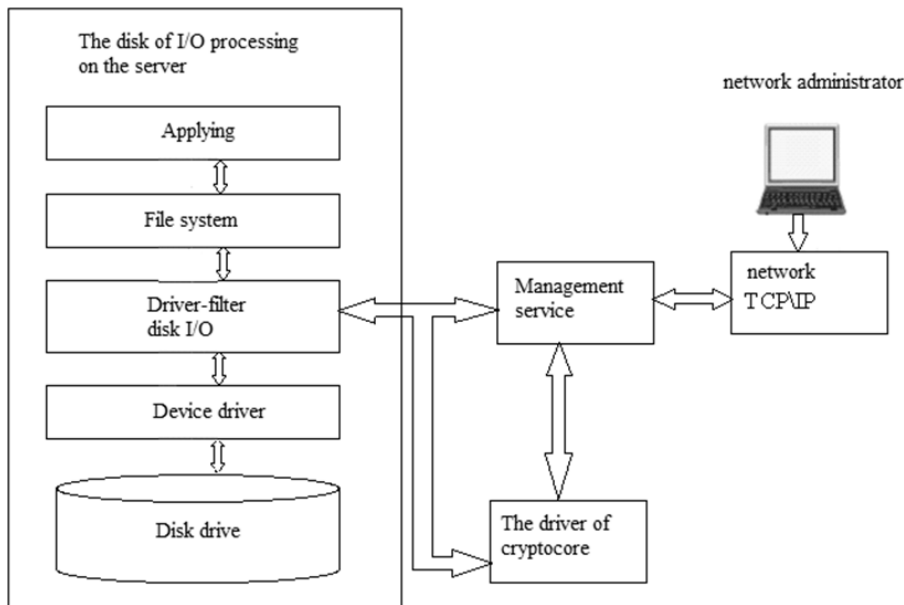 The disk of I/O processing
on the server
Applying
File system
Driver-filter
disk I/O
Device driver
Disk drive
Management
service
The driver of
cryptocore
network administrator
network
TCP\IP